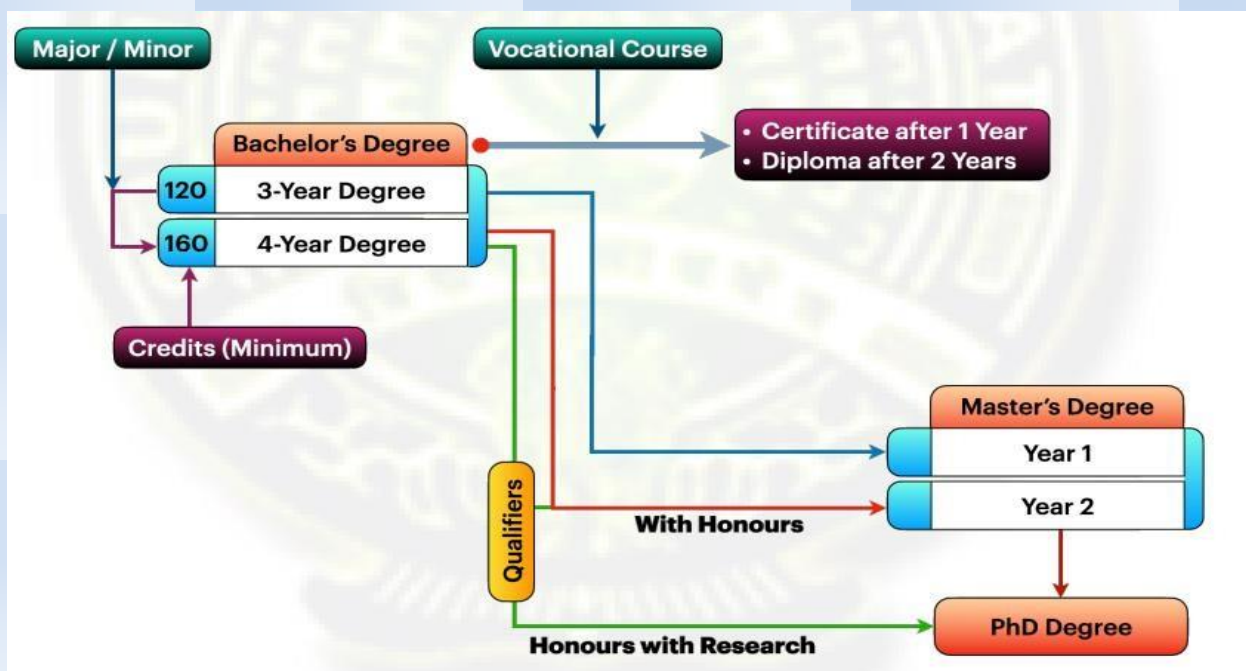 Major / Minor
Vocational Course
• Certificate after 1 Year
• Diploma after 2 Years
Bachelor's Degree
120 3-Year Degree
160 4-Year Degree
Credits (Minimum)
Master's Degree
Year 1
Year 2
Qualifiers
With Honours
Honours with Research
PhD Degree